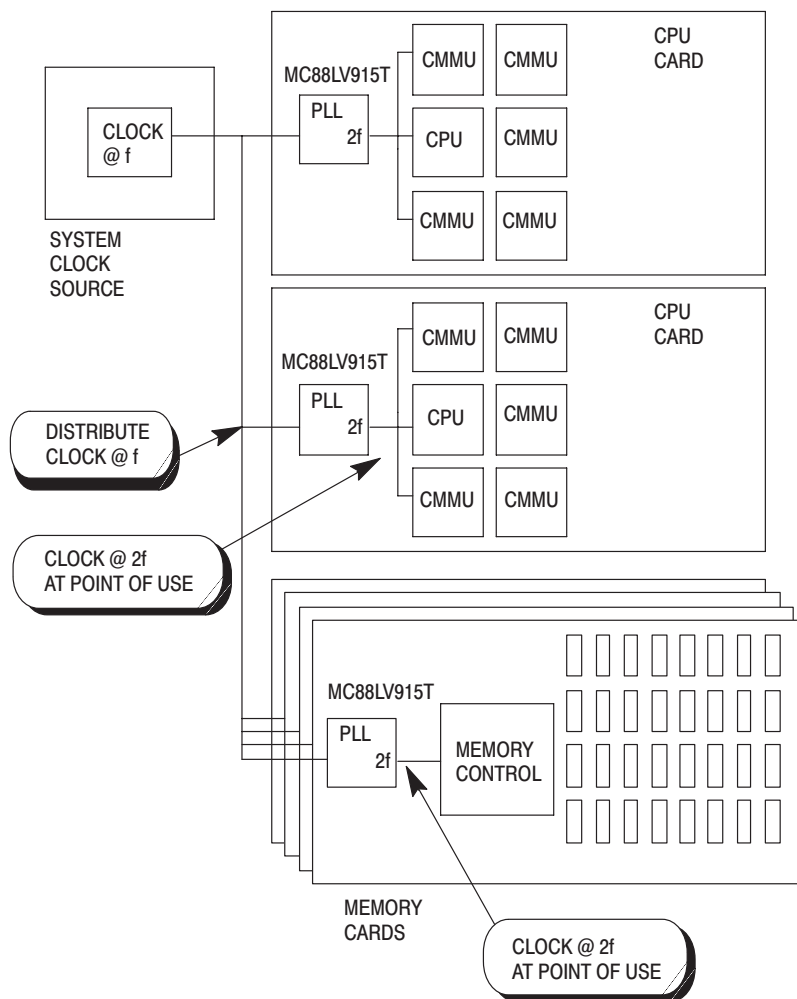 CPU
CARD
CMMU
CMMU
MC88LV915T
PLL
2f
CPU
CMMU
CMMU
CMMU
CLOCK
@ f
SYSTEM
CLOCK
SOURCE
CPU
CARD
CMMU
CMMU
MC88LV915T
PLL
2f
CPU
CMMU
CMMU
CMMU
DISTRIBUTE
CLOCK @ f
CLOCK @ 2f
AT POINT OF USE
MC88LV915T
PLL
2f
MEMORY
CONTROL
MEMORY
CARDS
CLOCK @ 2f
AT POINT OF USE